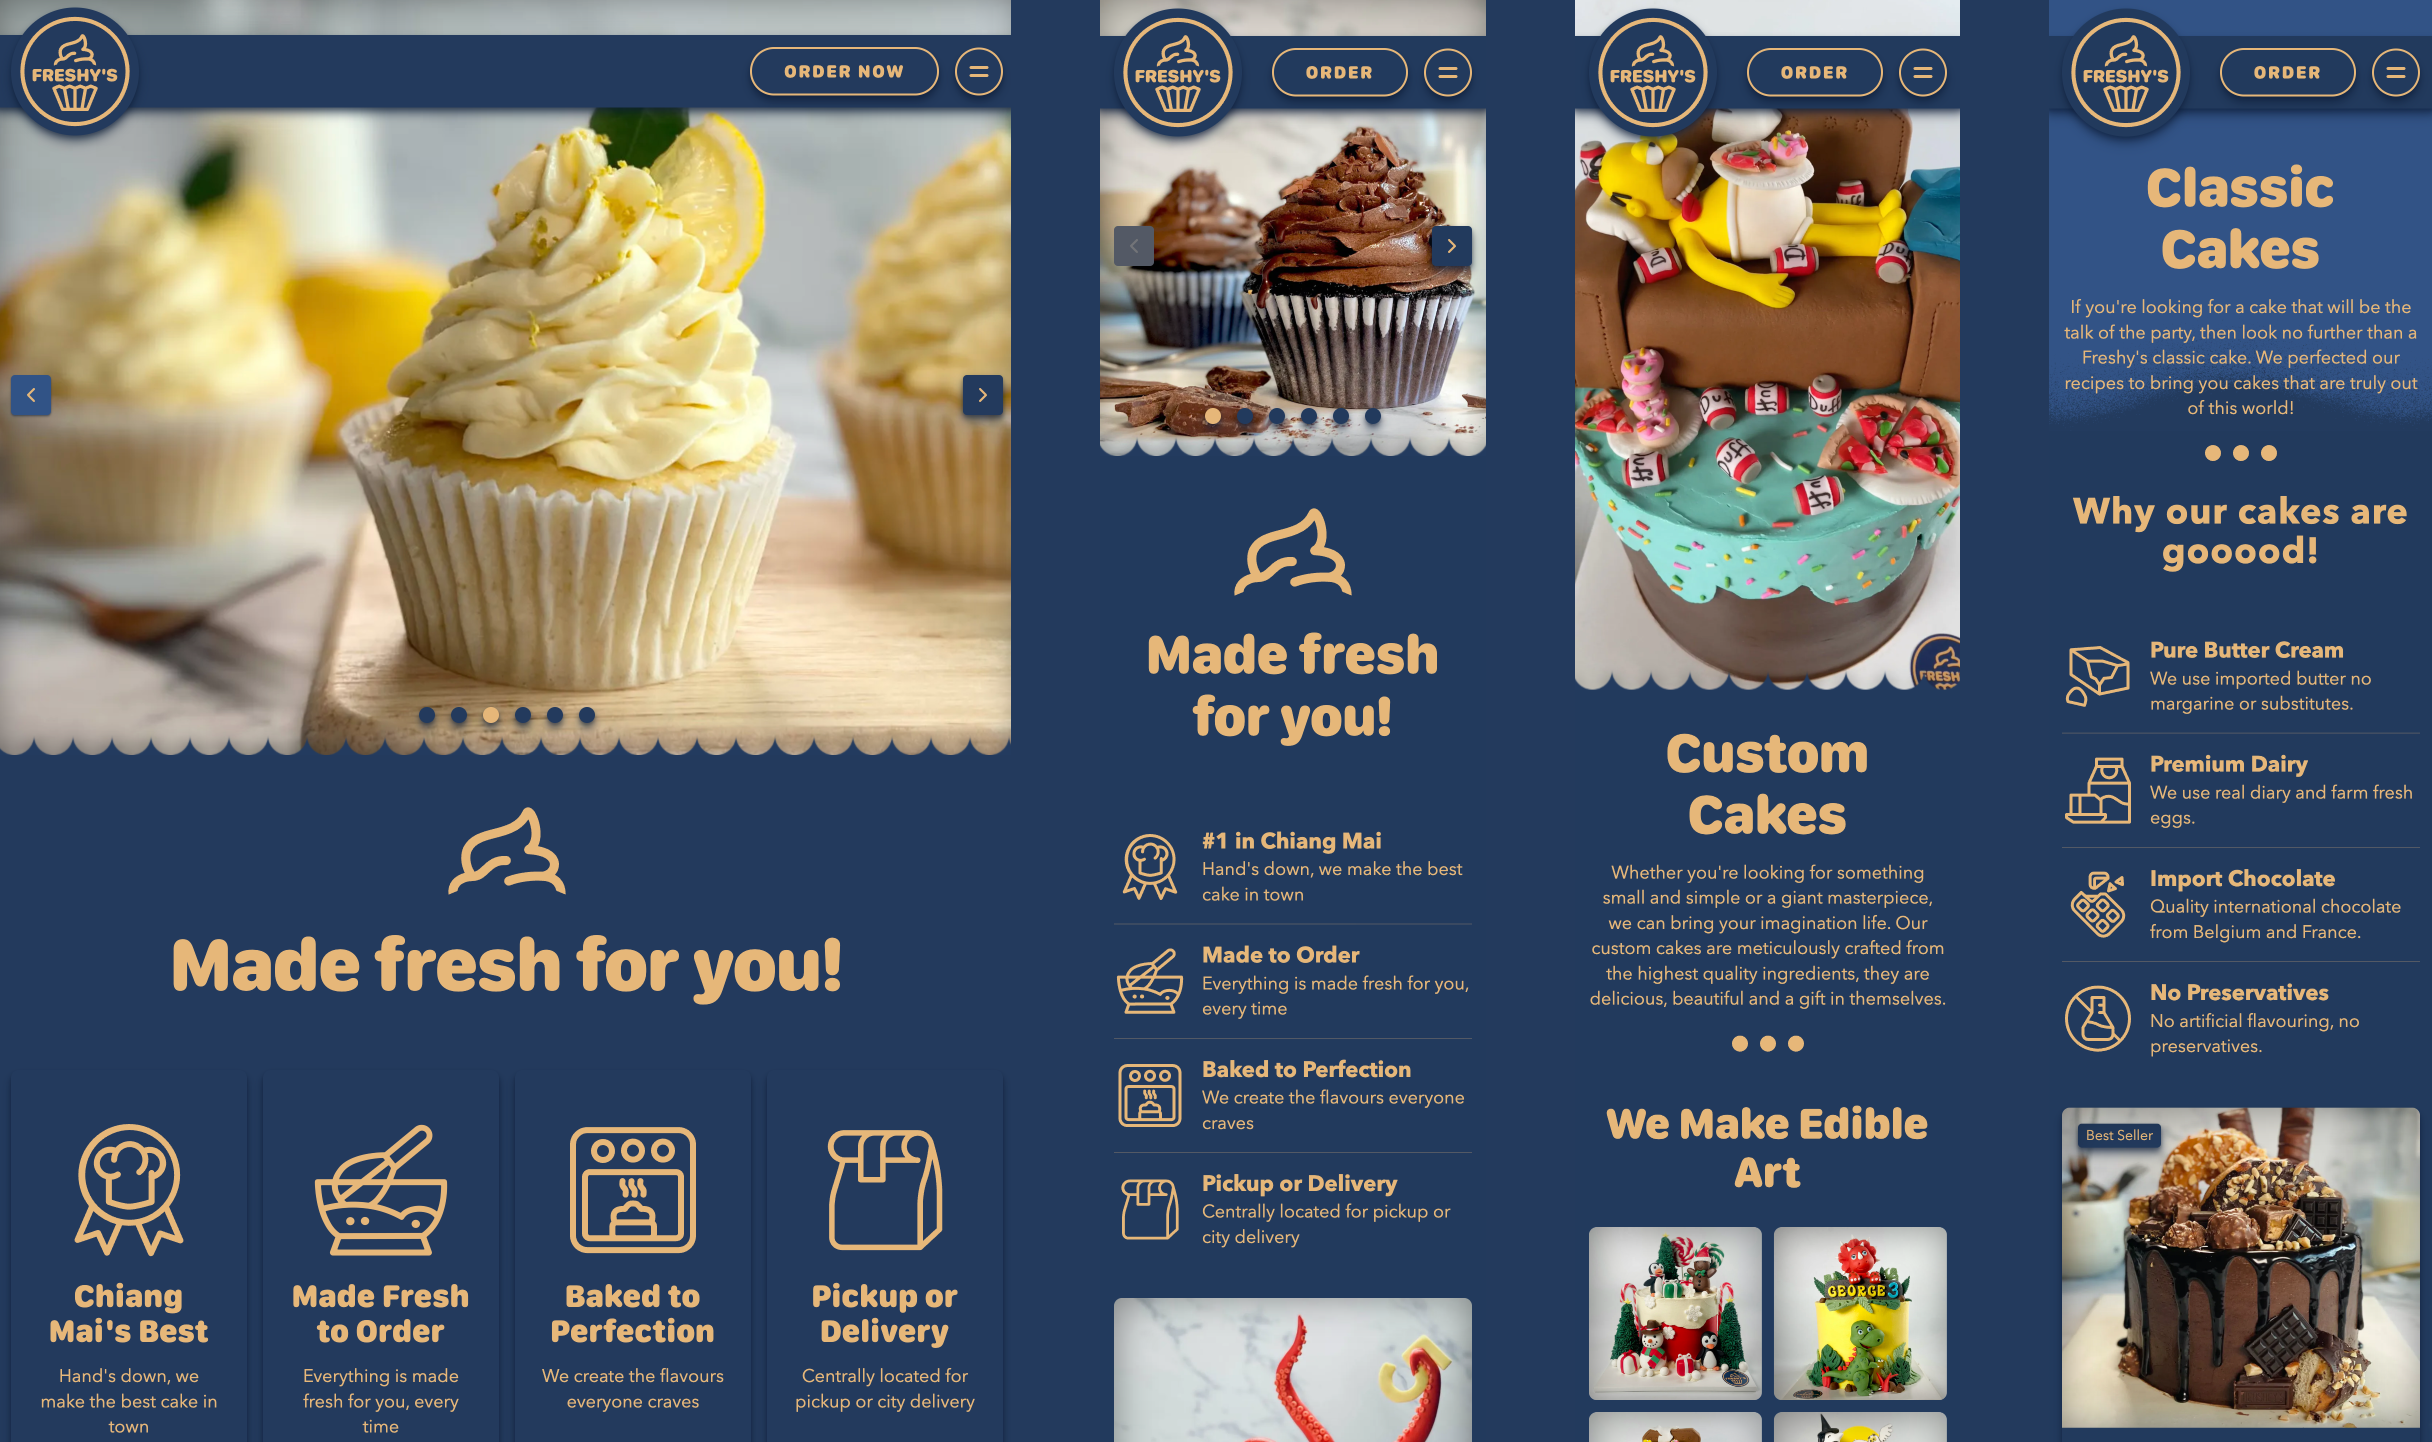 FRESHY'S
ORDER NOW
Made fresh for you!
Chiang
Mai's Best
Hand's down, we
make the best cake in
town
Made Fresh
to Order
Everything is made
fresh for you, every
time
Baked to
Perfection
We create the flavours
everyone craves
Pickup or
Delivery
Centrally located for
pickup or city delivery
FRESHY'S
ORDER
Made fresh
for you!
#1 in Chiang Mai
Hand's down, we make the best
cake in town
Made to Order
Everything is made fresh for you,
every time
Baked to Perfection
We create the flavours everyone
craves
Pickup or Delivery
Centrally located for pickup or
city delivery
FRESHY'S
ORDER
Duff
Duff
Duff
Duff
Duff
Duff
Duff
Duff
Duff
FRESH
Custom
Cakes
Whether you're looking for something
small and simple or a giant masterpiece,
we can bring your imagination life. Our
custom cakes are meticulously crafted from
the highest quality ingredients, they are
delicious, beautiful and a gift in themselves.
We Make Edible
Art
GEORGE 3
FRESHY'S
ORDER
Classic
Cakes
If you're looking for a cake that will be the
talk of the party, then look no further than a
Freshy's classic cake. We perfected our
recipes to bring you cakes that are truly out
of this world!
Why our cakes are
gooood!
Pure Butter Cream
We use imported butter no
margarine or substitutes.
Premium Dairy
We use real diary and farm fresh
eggs.
Import Chocolate
Quality international chocolate
from Belgium and France.
No Preservatives
No artificial flavouring, no
preservatives.
Best Seller